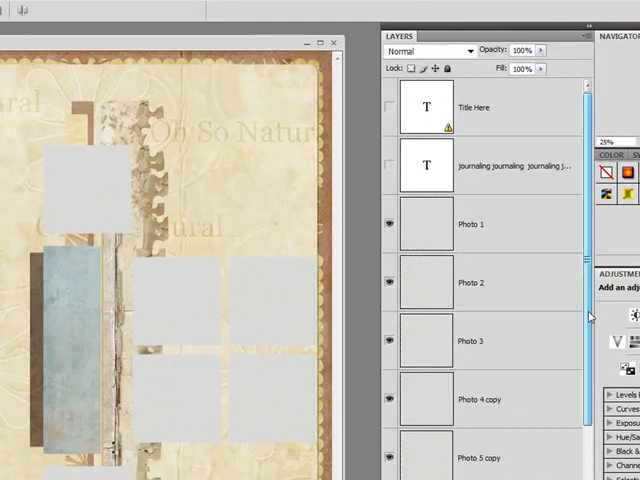 LAYERS
NAVIGATOR
Normal
Opacity: 100%
Lock:
Fill: 100%
T
Title Here
T
journaling journaling journaling j...
Photo 1
Photo 2
Photo 3
Photo 4 copy
Photo 5 copy
25%
COLOR
ADJUSTMEN
Add an adju
Levels
Curves
Exposu
Hue/Sa
Black &
Channe
ural
Oh So Natur
ural